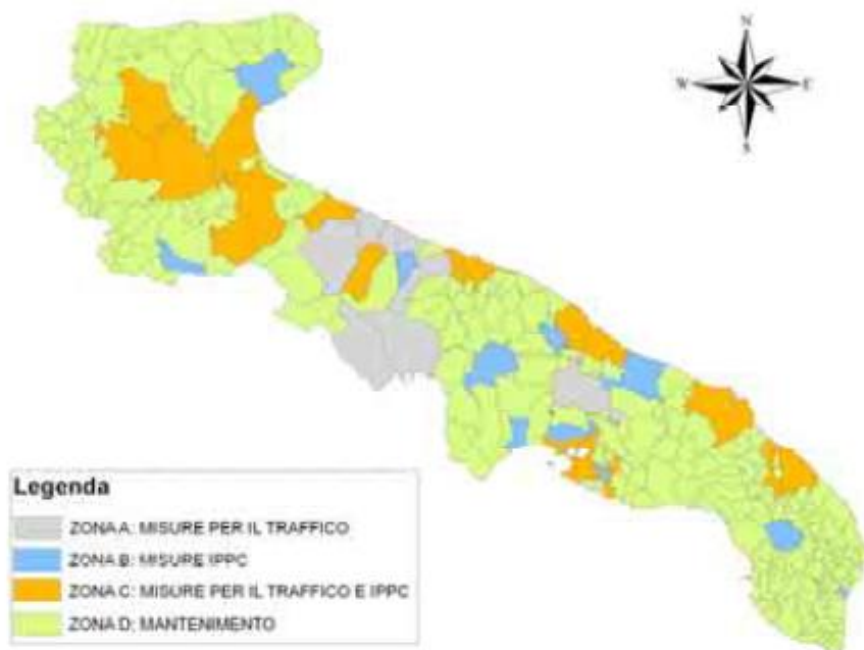 N
W
E
S
Legenda
ZONA A: MISURE PER IL TRAFFICO
ZONA B: MISURE IPPC
ZONA C: MISURE PER IL TRAFFICO E IPPC
ZONA D: MANTENIMENTO